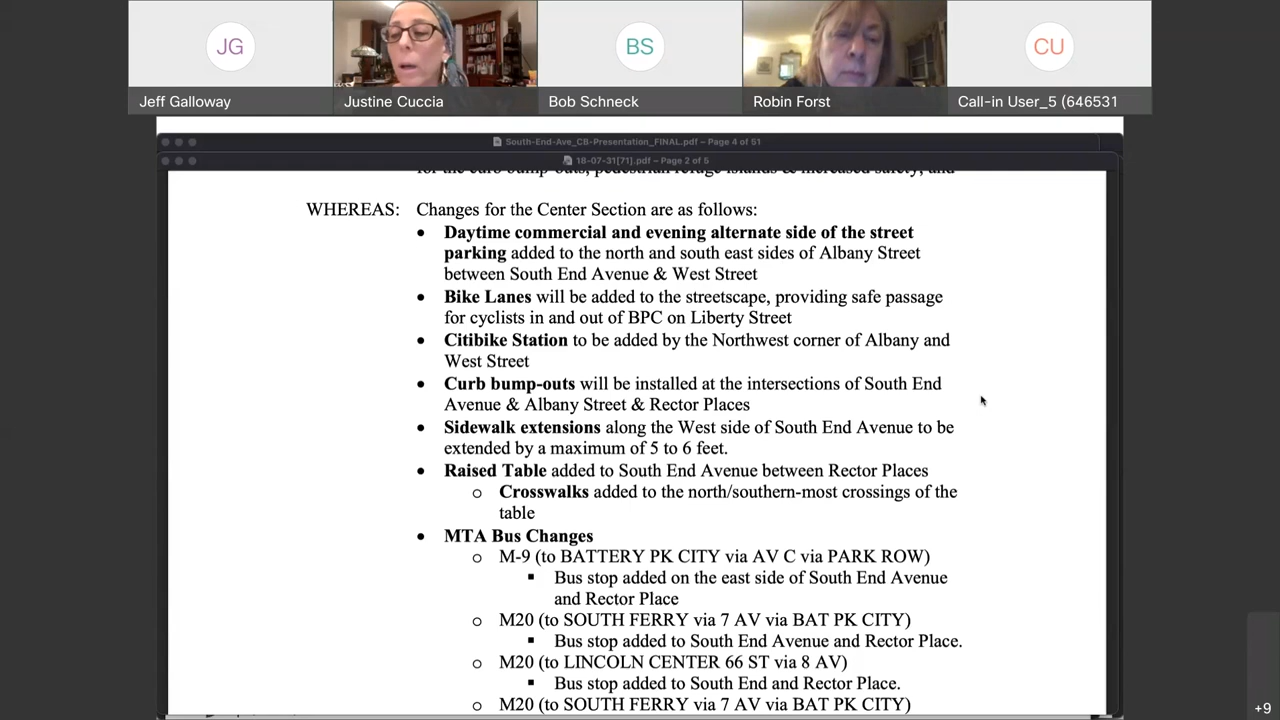 JG
BS
CU
Jeff Galloway
Justine Cuccia
Bob Schneck
Robin Forst
Call-in User_5 (646531
South-End-Ave_CB-Presentation_FINAL.pdf – Page 4 of 51
18-07-31[71].pdf – Page 2 of 5
for the curb bump-outs, pedestrian refuge islands & increased safety, and
WHEREAS: Changes for the Center Section are as follows:
• Daytime commercial and evening alternate side of the street
parking added to the north and south east sides of Albany Street
between South End Avenue & West Street
• Bike Lanes will be added to the streetscape, providing safe passage
for cyclists in and out of BPC on Liberty Street
• Citibike Station to be added by the Northwest corner of Albany and
West Street
• Curb bump-outs will be installed at the intersections of South End
Avenue & Albany Street & Rector Places
• Sidewalk extensions along the West side of South End Avenue to be
extended by a maximum of 5 to 6 feet.
• Raised Table added to South End Avenue between Rector Places
o Crosswalks added to the north/southern-most crossings of the
table
• MTA Bus Changes
o M-9 (to BATTERY PK CITY via AV C via PARK ROW)
▪ Bus stop added on the east side of South End Avenue
and Rector Place
o M20 (to SOUTH FERRY via 7 AV via BAT PK CITY)
▪ Bus stop added to South End Avenue and Rector Place.
o M20 (to LINCOLN CENTER 66 ST via 8 AV)
▪ Bus stop added to South End and Rector Place.
o M20 (to SOUTH FERRY via 7 AV via BAT PK CITY)
+9